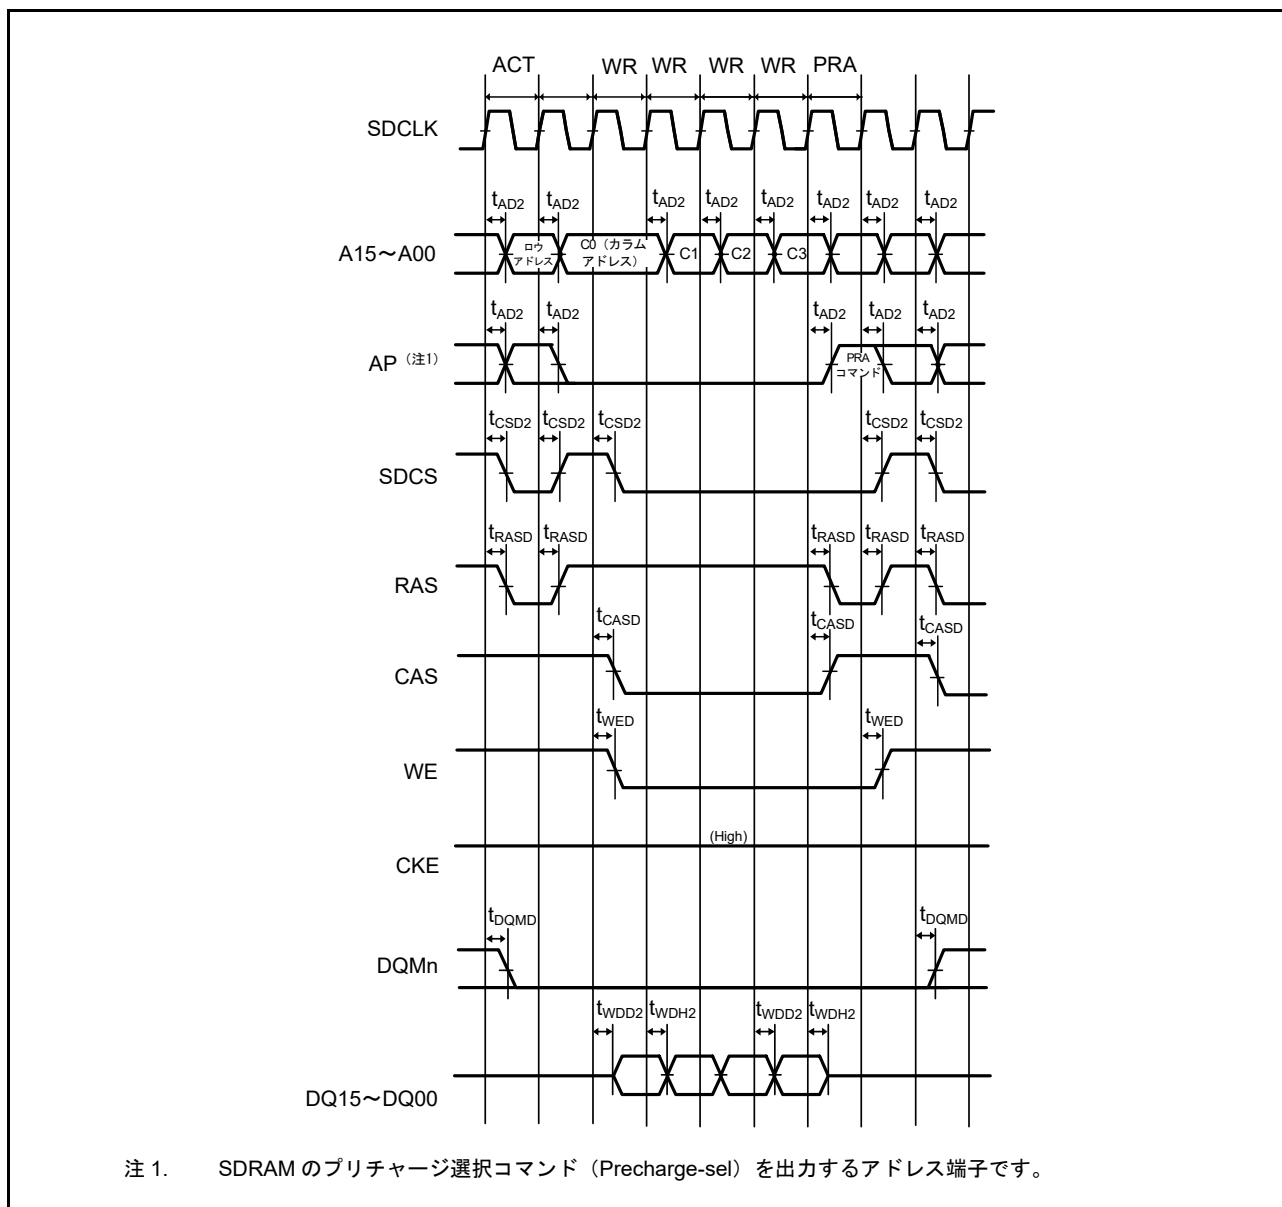 ACT WR WR WR WR PRA
SDCLK
tAD2 tAD2 tAD2 tAD2 tAD2 tAD2 tAD2 tAD2
A15～A00
ロウ
アドレス
C0（カラム
アドレス）
C1 C2 C3
tAD2 tAD2 tAD2 tAD2 tAD2
AP（注1）
PRA
コマンド
tCSD2 tCSD2 tCSD2 tCSD2 tCSD2
SDCS
tRASD tRASD tRASD tRASD tRASD
RAS
tCASD tCASD tCASD
CAS
tWED tWED
WE
(High)
CKE
tDQMD tDQMD
DQMn
tWDD2 tWDH2 tWDD2 tWDH2
DQ15～DQ00
注 1. SDRAM のプリチャージ選択コマンド（Precharge-sel）を出力するアドレス端子です。